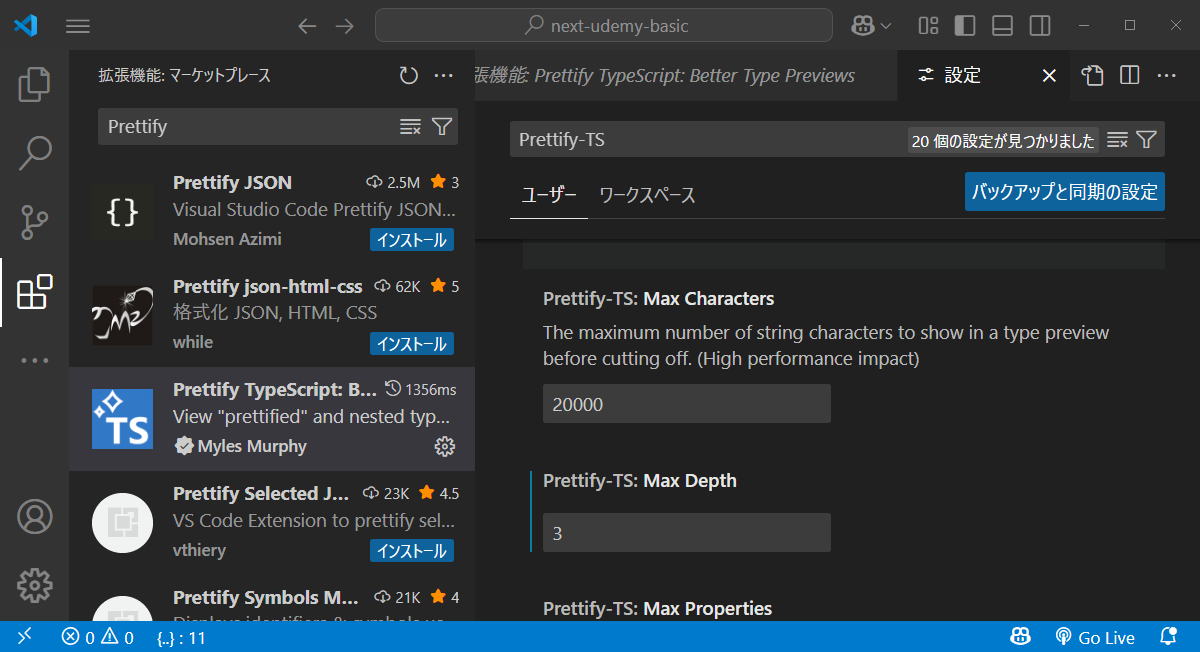 next-udemy-basic
拡張機能: マーケットプレース
Prettify
{}
Prettify JSON 2.5M 3
Visual Studio Code Prettify JSON...
Mohsen Azimi インストール
Prettify json-html-css 62K 5
格式化 JSON, HTML, CSS
while インストール
Prettify TypeScript: B... 1356ms
View "prettified" and nested typ...
TS
Myles Murphy
Prettify Selected J... 23K 4.5
VS Code Extension to prettify sel...
vthiery インストール
Prettify Symbols M... 21K 4
張機能: Prettify TypeScript: Better Type Previews
設定
Prettify-TS 20 個の設定が見つかりました
ユーザー ワークスペース バックアップと同期の設定
Prettify-TS: Max Characters
The maximum number of string characters to show in a type preview
before cutting off. (High performance impact)
20000
Prettify-TS: Max Depth
3
Prettify-TS: Max Properties
0 0 {..} : 11 Go Live